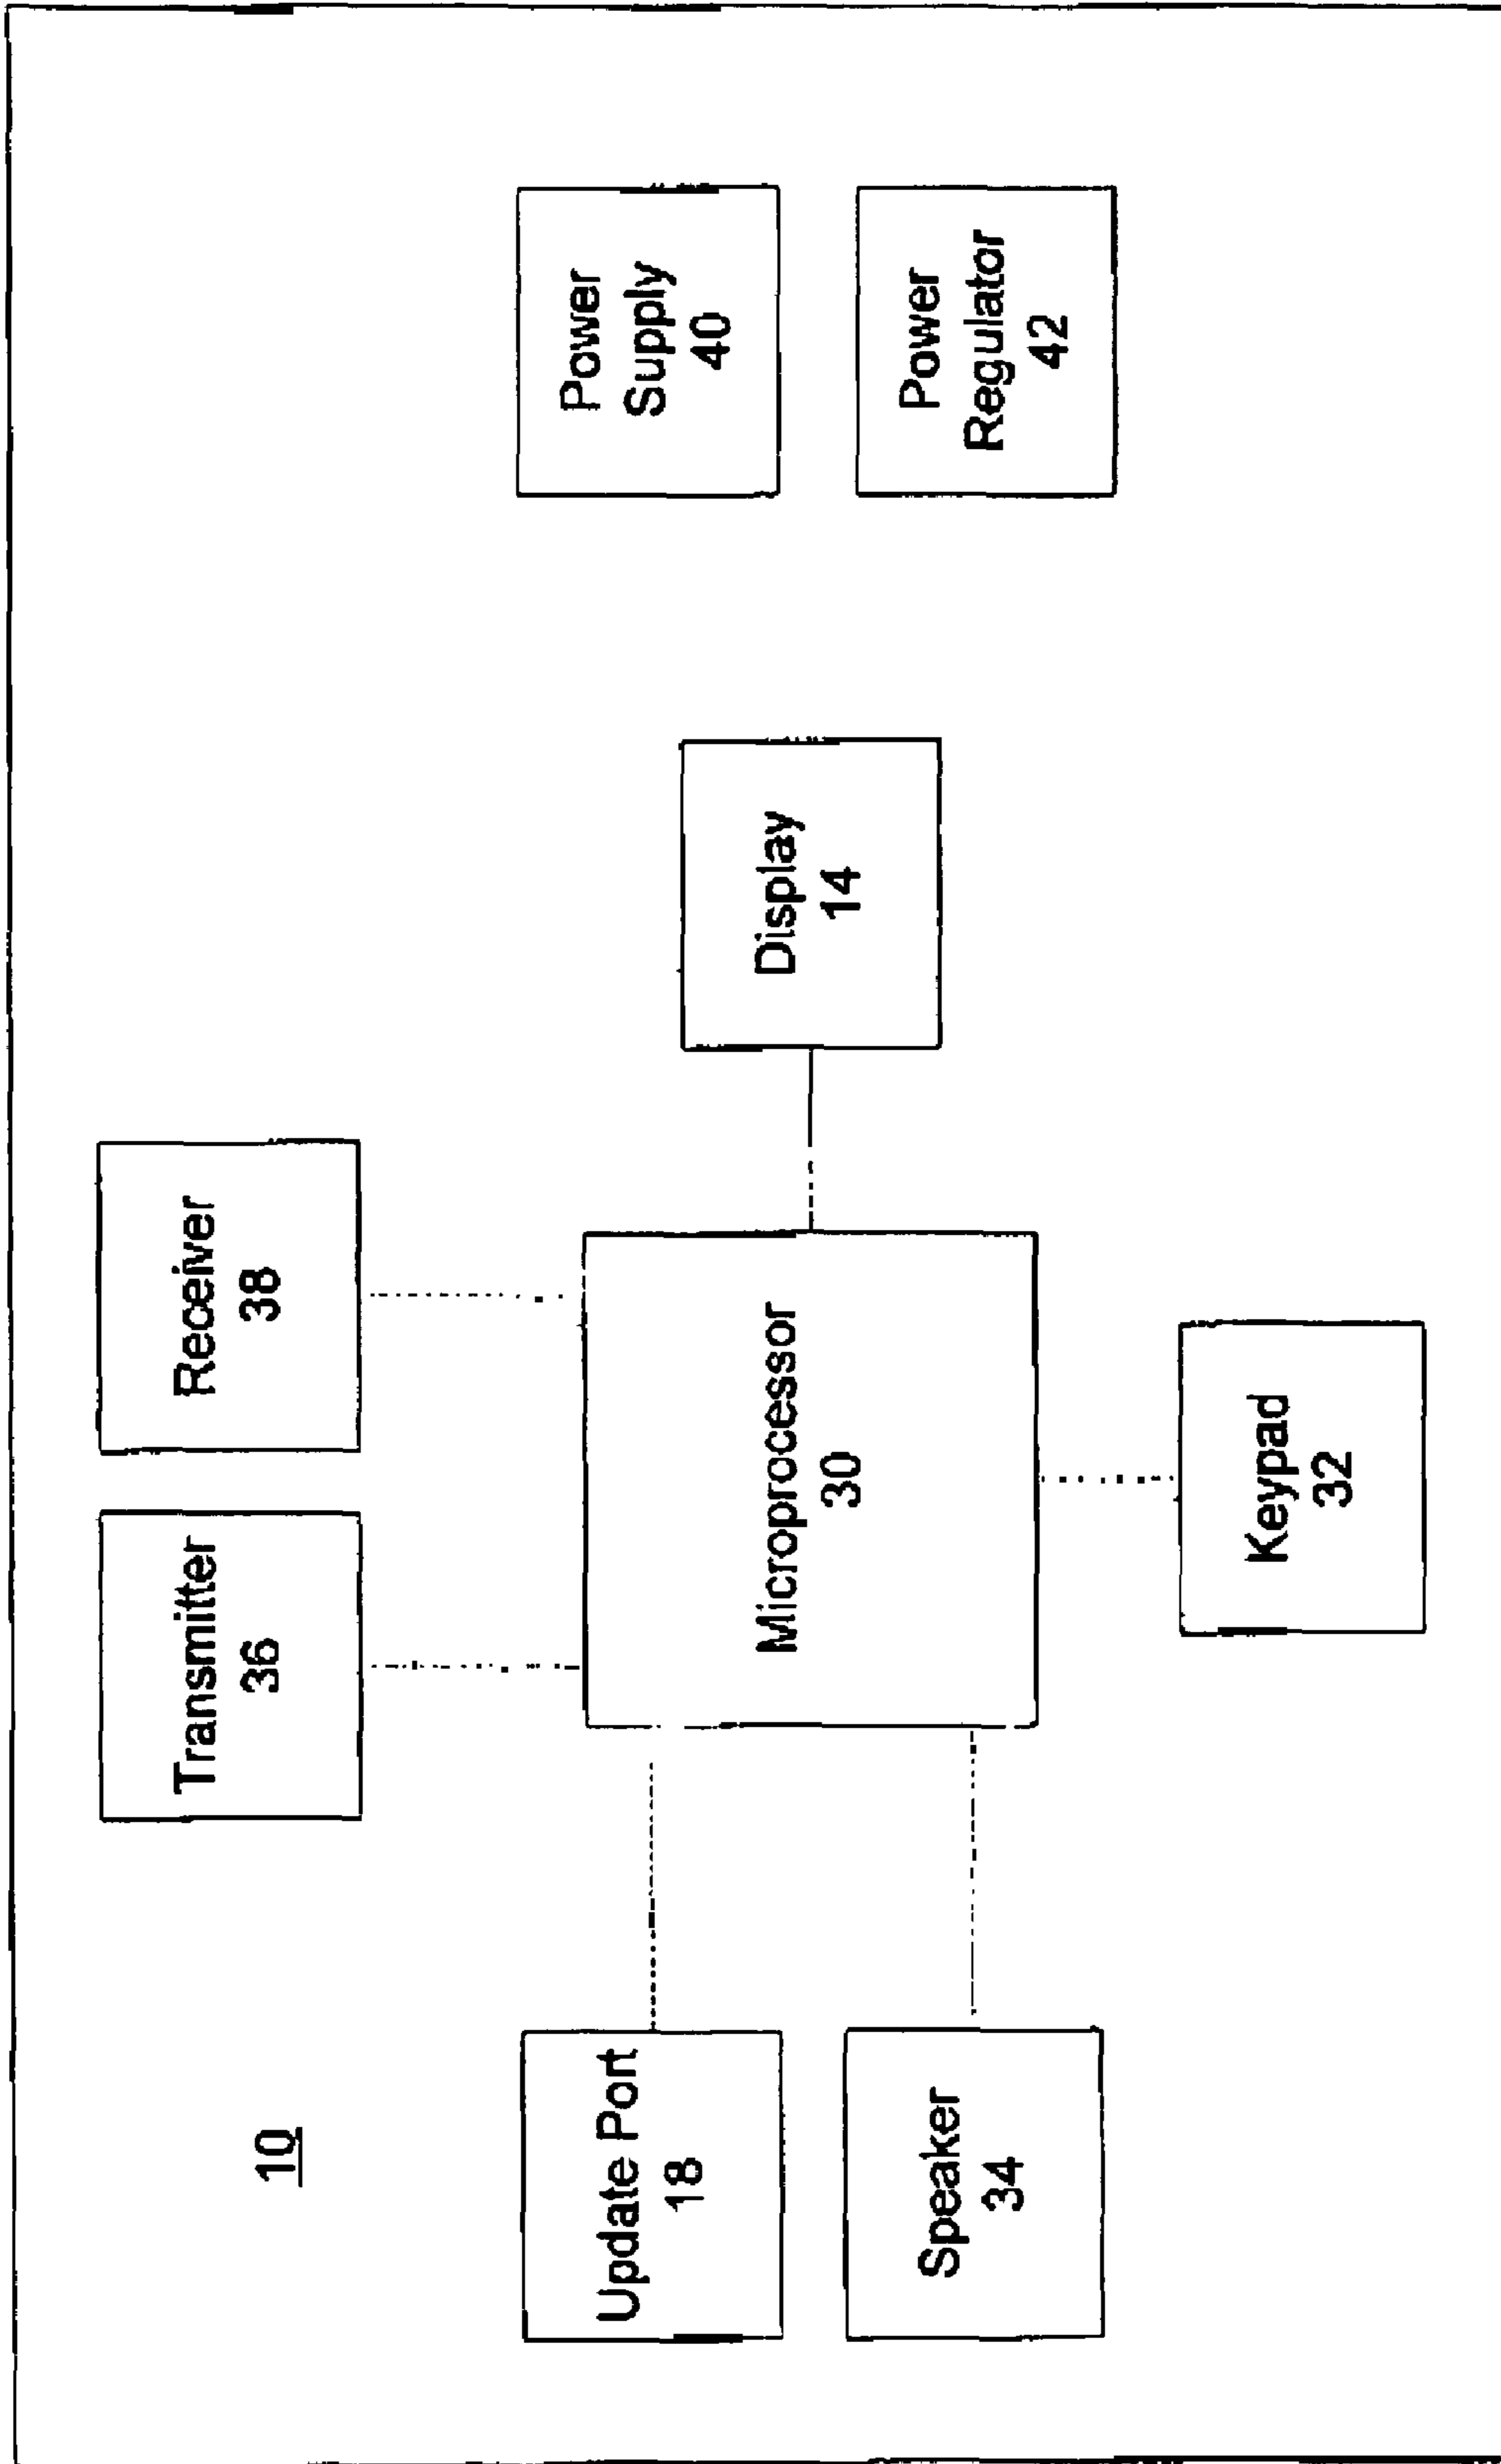 10
Transmitter
36
Receiver
38
Update Port
18
Speaker
34
Microprocessor
30
Display
14
Power
Supply
40
Power
Regulator
42
Keypad
32